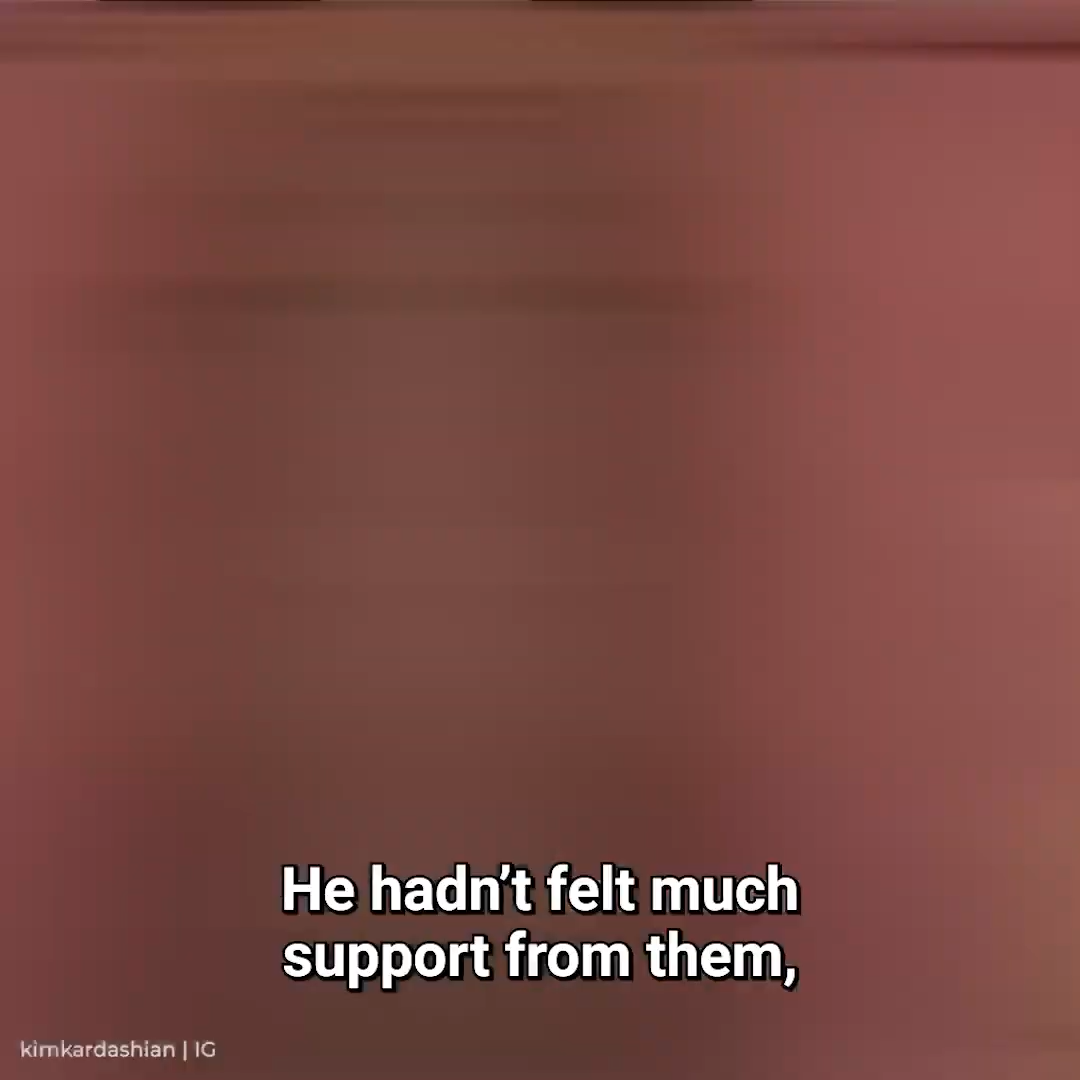 He hadn’t felt much
support from them,
kimkardashian | IG